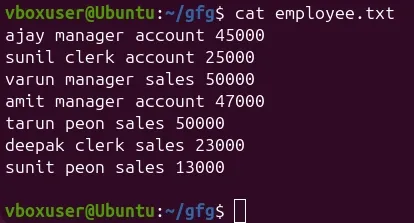 vboxuser@Ubuntu:~/gfg$ cat employee.txt
ajay manager account 45000
sunil clerk account 25000
varun manager sales 50000
amit manager account 47000
tarun peon sales 50000
deepak clerk sales 23000
sunit peon sales 13000
vboxuser@Ubuntu:~/gfg$